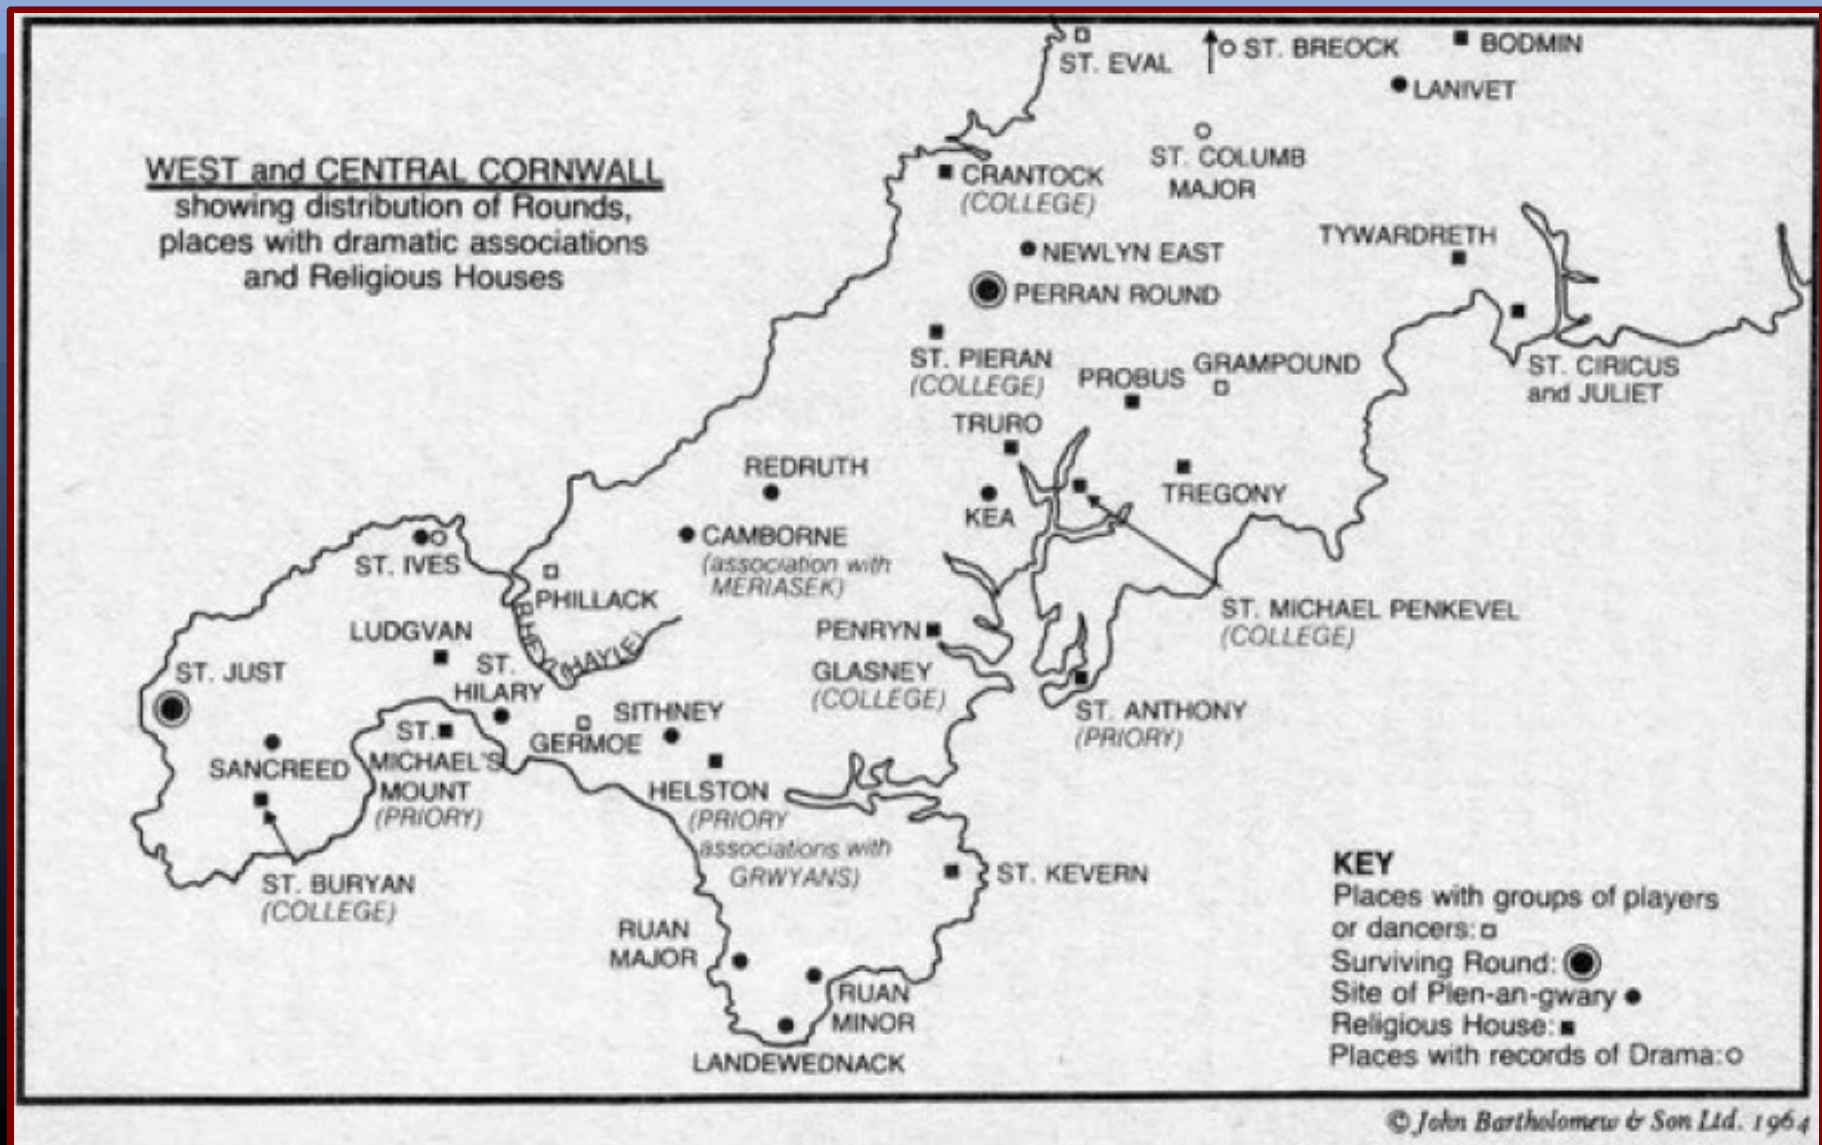 WEST and CENTRAL CORNWALL
showing distribution of Rounds,
places with dramatic associations
and Religious Houses
ST. EVAL
ST. BREOCK
BODMIN
LANIVET
ST. COLUMB
MAJOR
CRANTOCK
(COLLEGE)
NEWLYN EAST
PERRAN ROUND
TYWARDRETH
ST. PIERAN
(COLLEGE)
PROBUS
GRAMPOUND
ST. CIRICUS
and JULIET
TRURO
REDRUTH
KEA
TREGONY
CAMBORNE
(association with
MERIASEK)
ST. IVES
PHILLACK
(HAYLE)
LUDGVAN
PENRYN
GLASNEY
(COLLEGE)
ST. MICHAEL PENKEVEL
(COLLEGE)
ST. JUST
ST.
HILARY
SITHNEY
GERMOE
ST. ANTHONY
(PRIORY)
SANCREED
ST.
MICHAEL'S
MOUNT
(PRIORY)
HELSTON
(PRIORY
associations with
GRWYANS)
ST. BURYAN
(COLLEGE)
ST. KEVERN
RUAN
MAJOR
RUAN
MINOR
LANDEWEDNACK
KEY
Places with groups of players
or dancers:
Surviving Round:
Site of Plen-an-gwary
Religious House:
Places with records of Drama:
© John Bartholomew & Son Ltd. 1964